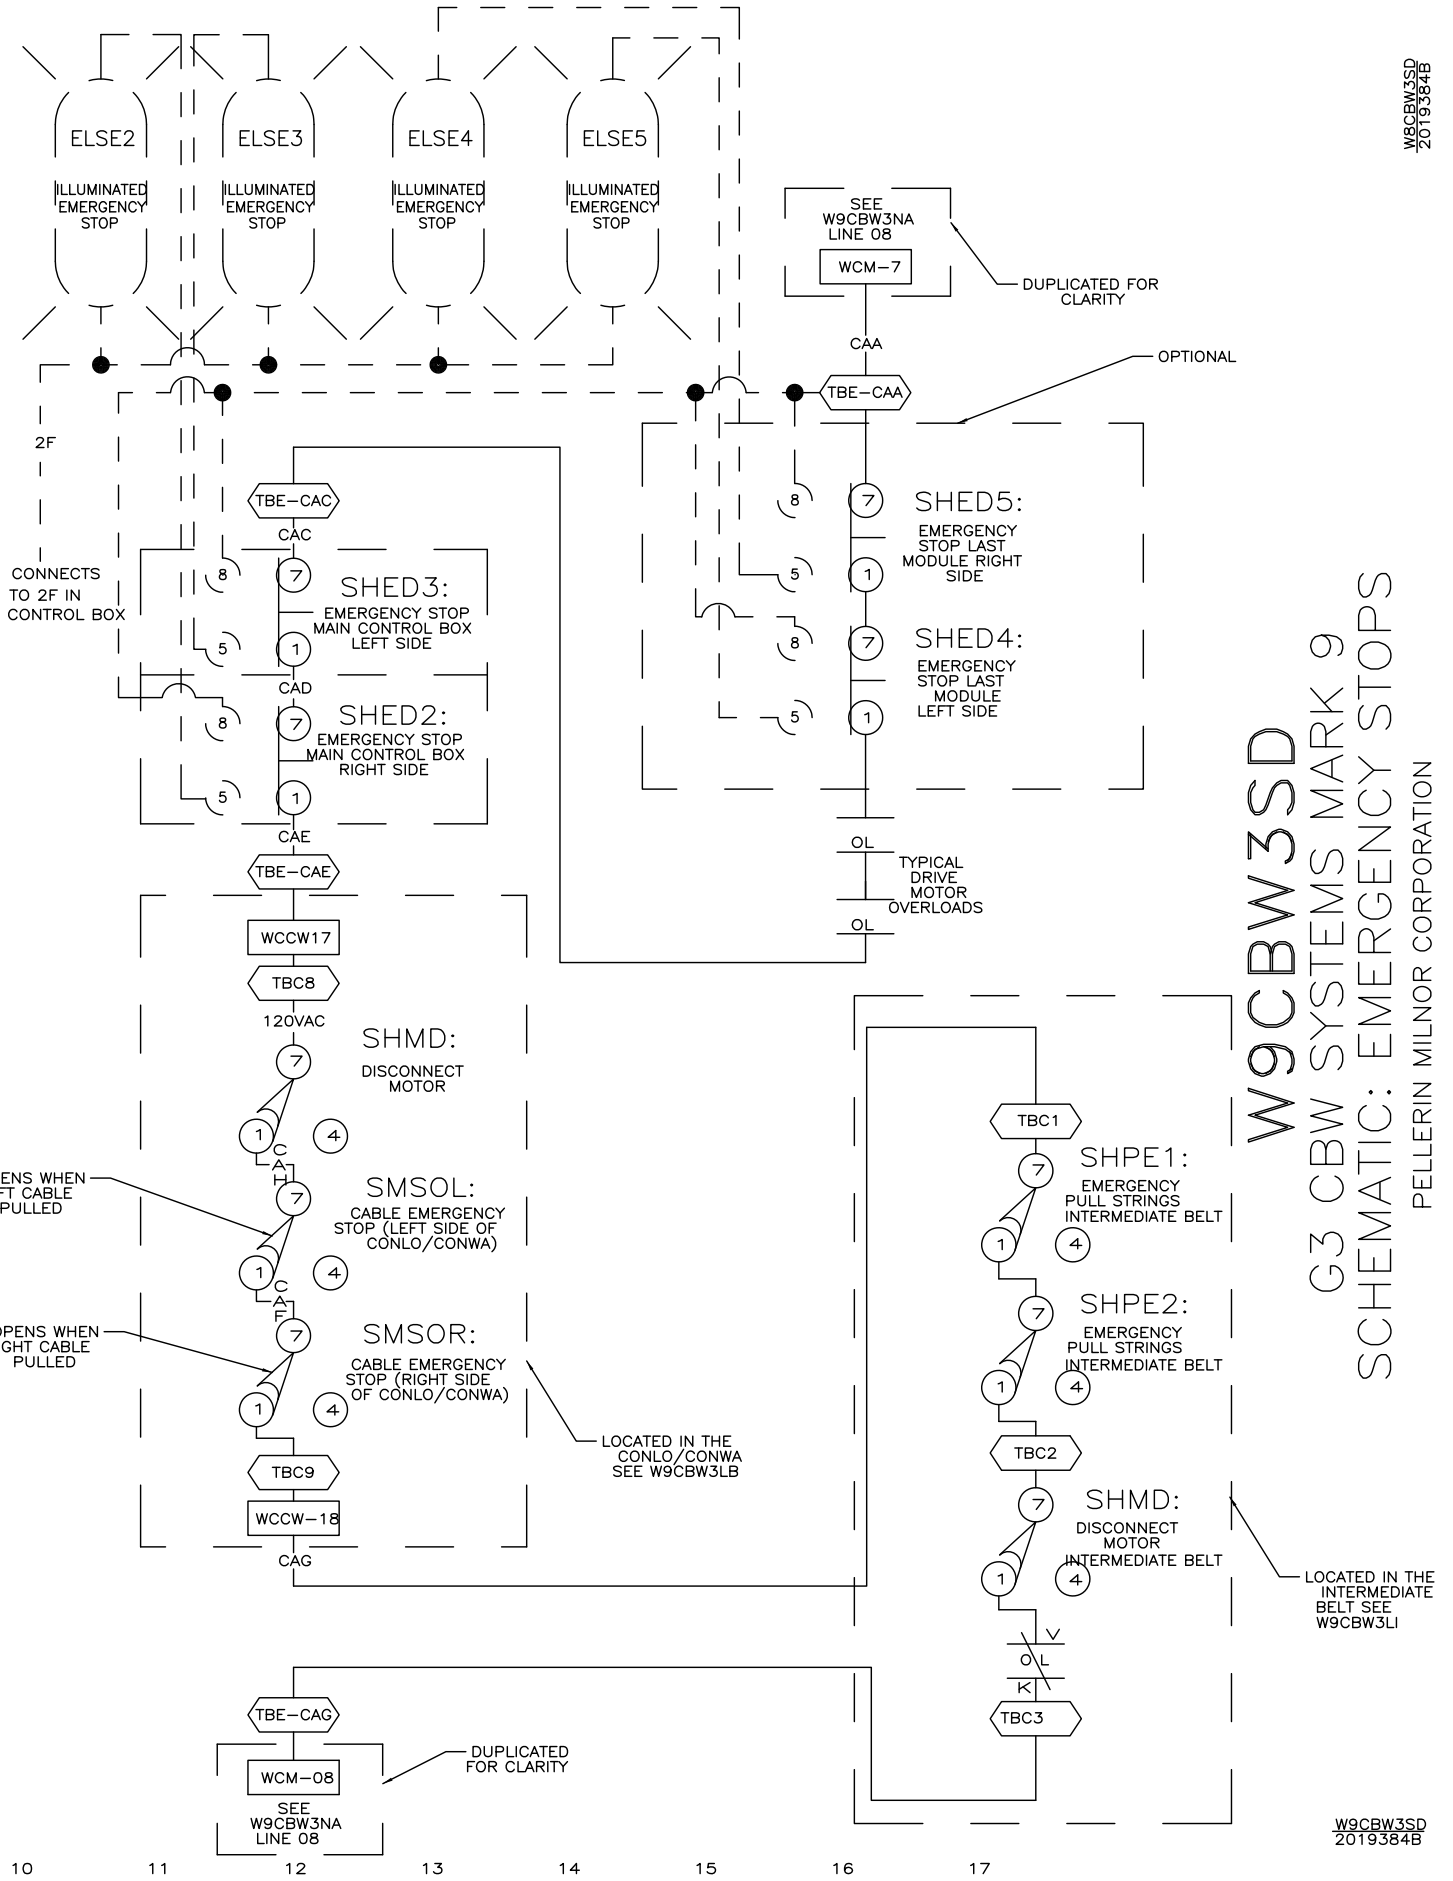 W8CBW3SD
2019384B
ELSE2
ILLUMINATED
EMERGENCY
STOP
ELSE3
ILLUMINATED
EMERGENCY
STOP
ELSE4
ILLUMINATED
EMERGENCY
STOP
ELSE5
ILLUMINATED
EMERGENCY
STOP
SEE
W9CBW3NA
LINE 08
WCM-7
DUPLICATED FOR
CLARITY
CAA
OPTIONAL
TBE-CAA
2F
CONNECTS
TO 2F IN
CONTROL BOX
TBE-CAC
CAC
8
7
SHED3:
EMERGENCY STOP
MAIN CONTROL BOX
LEFT SIDE
5
1
CAD
8
7
SHED2:
EMERGENCY STOP
MAIN CONTROL BOX
RIGHT SIDE
5
1
CAE
TBE-CAE
8
7
SHED5:
EMERGENCY
STOP LAST
MODULE RIGHT
SIDE
5
1
8
7
SHED4:
EMERGENCY
STOP LAST
MODULE
LEFT SIDE
5
1
OL
TYPICAL
DRIVE
MOTOR
OVERLOADS
OL
WCCW17
TBC8
120VAC
7
SHMD:
DISCONNECT
MOTOR
1
4
CAH
ENS WHEN
FT CABLE
PULLED
7
SMSOL:
CABLE EMERGENCY
STOP (LEFT SIDE OF
CONLO/CONWA)
1
4
CAF
OPENS WHEN
GHT CABLE
PULLED
7
SMSOR:
CABLE EMERGENCY
STOP (RIGHT SIDE
OF CONLO/CONWA)
1
4
TBC9
WCCW-18
CAG
LOCATED IN THE
CONLO/CONWA
SEE W9CBW3LB
TBC1
7
SHPE1:
EMERGENCY
PULL STRINGS
INTERMEDIATE BELT
1
4
7
SHPE2:
EMERGENCY
PULL STRINGS
INTERMEDIATE BELT
1
4
TBC2
7
SHMD:
DISCONNECT
MOTOR
INTERMEDIATE BELT
1
4
V
OL
K
TBC3
LOCATED IN THE
INTERMEDIATE
BELT SEE
W9CBW3LI
TBE-CAG
WCM-08
SEE
W9CBW3NA
LINE 08
DUPLICATED
FOR CLARITY
W9CBW3SD
G3 CBW SYSTEMS MARK 9
SCHEMATIC: EMERGENCY STOPS
PELLERIN MILNOR CORPORATION
W9CBW3SD
2019384B
10 11 12 13 14 15 16 17